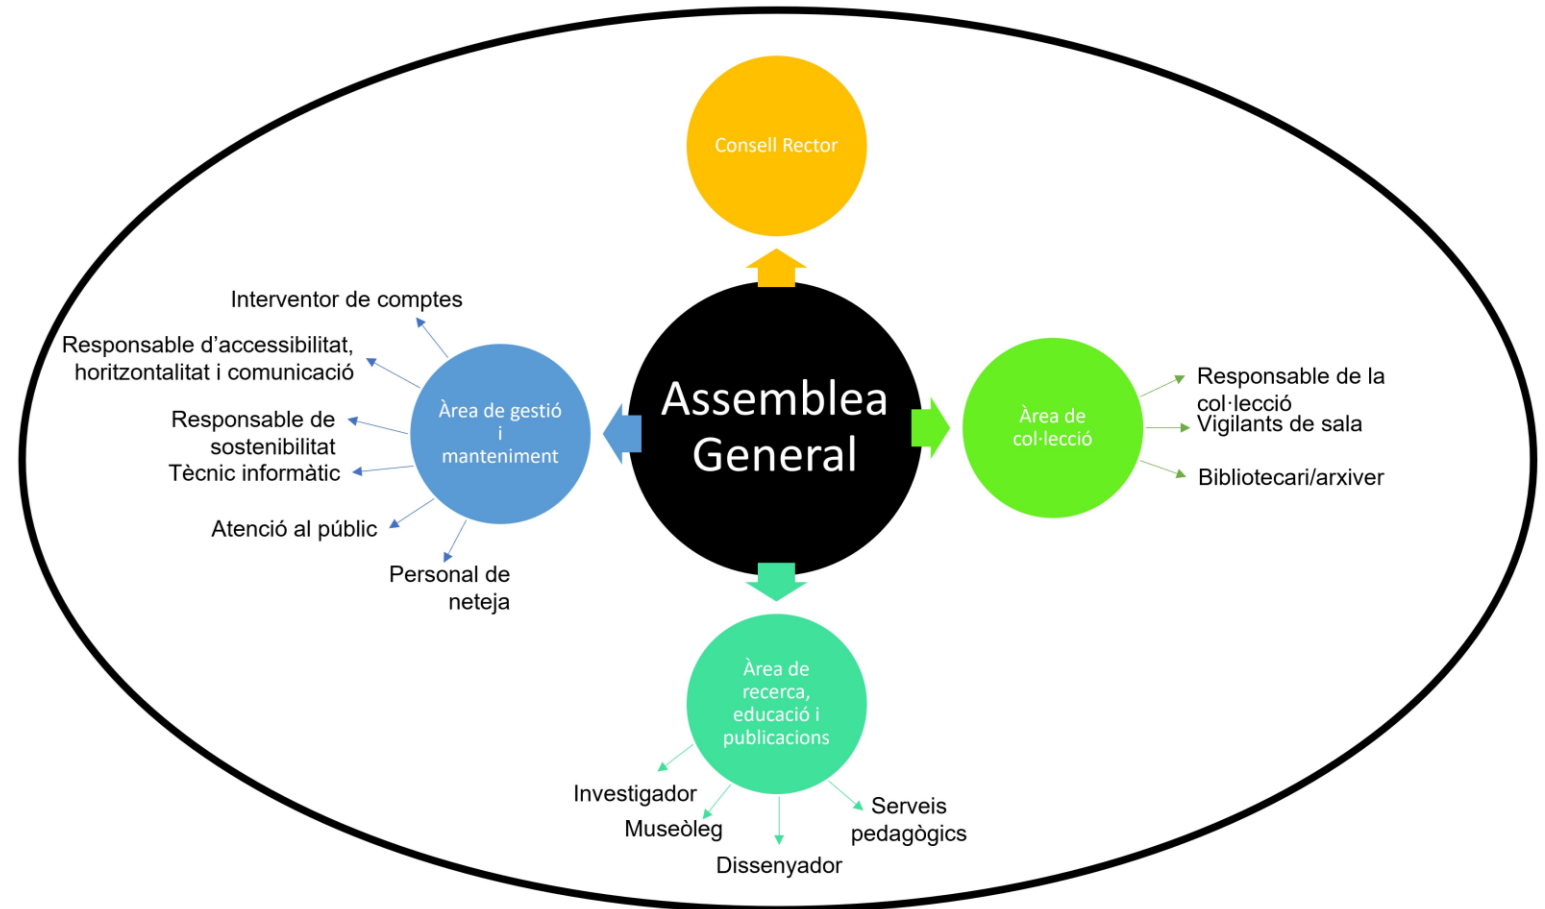 Consell Rector
Interventor de comptes
Responsable d’accessibilitat,
horitzontalitat i comunicació
Responsable de
sostenibilitat
Tècnic informàtic
Atenció al públic
Personal de
neteja
Àrea de gestió
i
manteniment
Assemblea
General
Àrea de
col·lecció
Responsable de la
col·lecció
Vigilants de sala
Bibliotecari/arxiver
Àrea de
recerca,
educació i
publicacions
Investigador
Museòleg
Dissenyador
Serveis
pedagògics